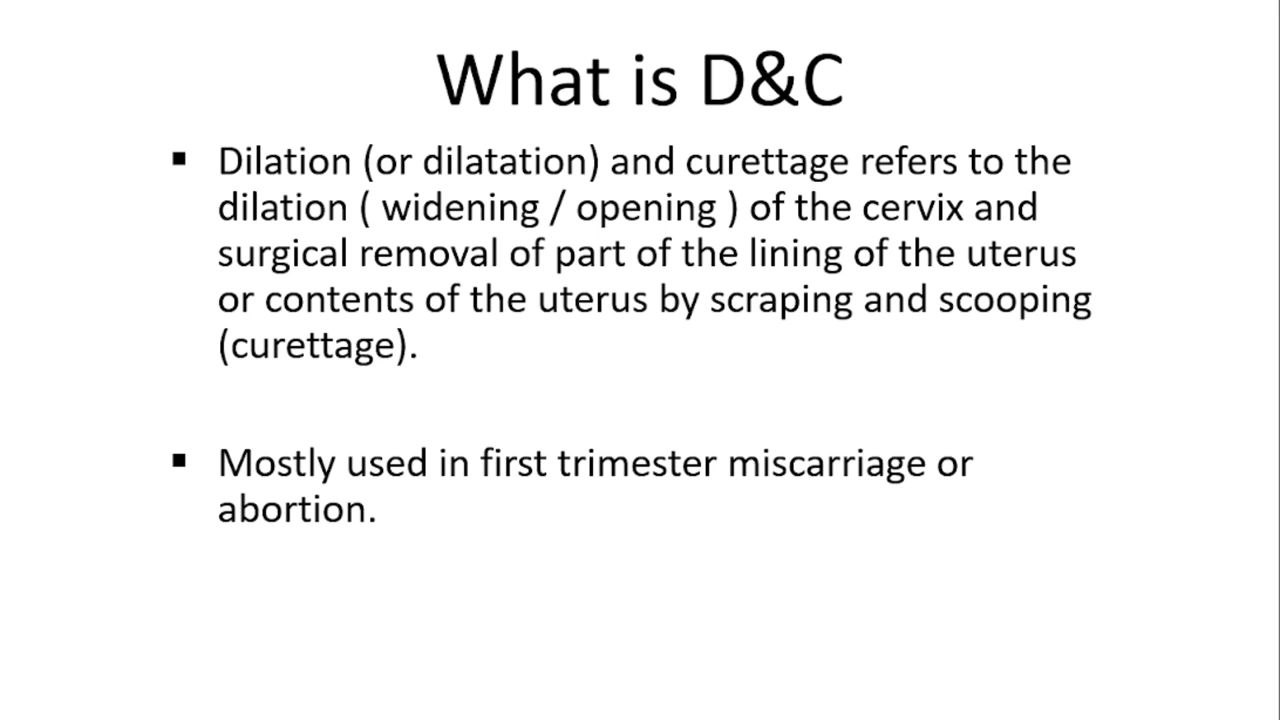 What is D&C
▪ Dilation (or dilatation) and curettage refers to the
dilation ( widening / opening ) of the cervix and
surgical removal of part of the lining of the uterus
or contents of the uterus by scraping and scooping
(curettage).
▪ Mostly used in first trimester miscarriage or
abortion.